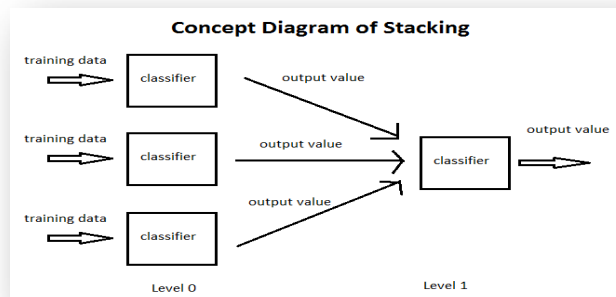 Concept Diagram of Stacking
training data
classifier
output value
training data
classifier
output value
classifier
output value
training data
classifier
output value
Level 0
Level 1